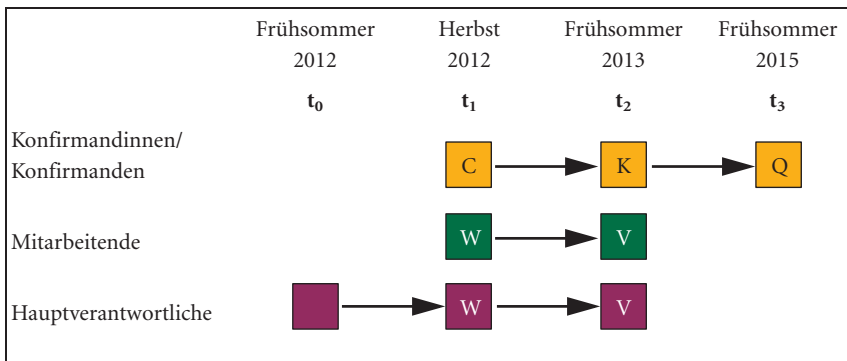 Frühsommer Herbst Frühsommer Frühsommer
2012 2012 2013 2015
t0 t1 t2 t3
Konfirmandinnen/
Konfirmanden
C K Q
Mitarbeitende W V
Hauptverantwortliche W V